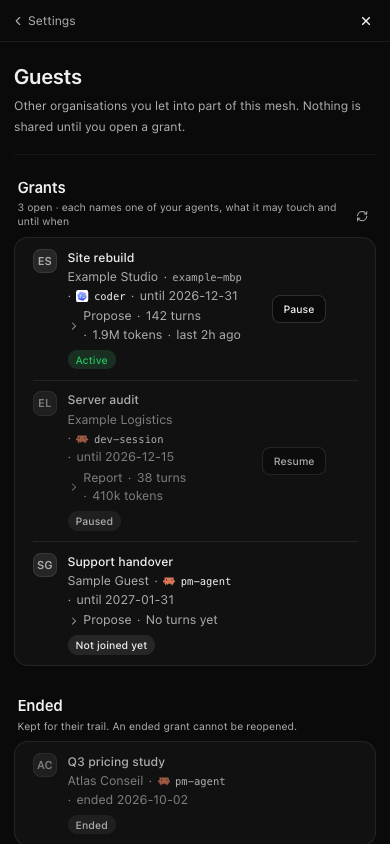 Settings
Guests
Other organisations you let into part of this mesh. Nothing is
shared until you open a grant.
Grants
3 open · each names one of your agents, what it may touch and
until when
ES
Site rebuild
Example Studio · example-mbp
· coder · until 2026-12-31
Propose · 142 turns
· 1.9M tokens · last 2h ago
Pause
Active
EL
Server audit
Example Logistics
· dev-session
· until 2026-12-15
Report · 38 turns
· 410k tokens
Resume
Paused
SG
Support handover
Sample Guest · pm-agent
· until 2027-01-31
Propose · No turns yet
Not joined yet
Ended
Kept for their trail. An ended grant cannot be reopened.
AC
Q3 pricing study
Atlas Conseil · pm-agent
· ended 2026-10-02
Ended